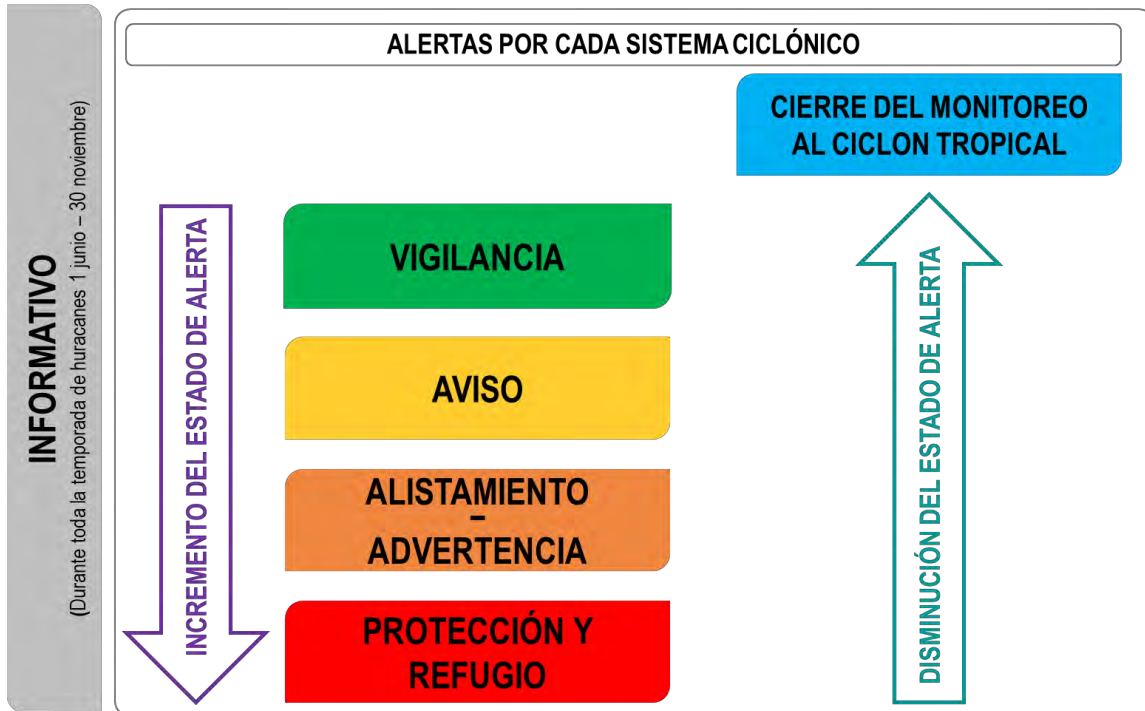 INFORMATIVO
(Durante toda la temporada de huracanes 1 junio – 30 noviembre)
ALERTAS POR CADA SISTEMA CICLÓNICO
CIERRE DEL MONITOREO
AL CICLON TROPICAL
INCREMENTO DEL ESTADO DE ALERTA
VIGILANCIA
AVISO
ALISTAMIENTO
–
ADVERTENCIA
PROTECCIÓN Y
REFUGIO
DISMINUCIÓN DEL ESTADO DE ALERTA